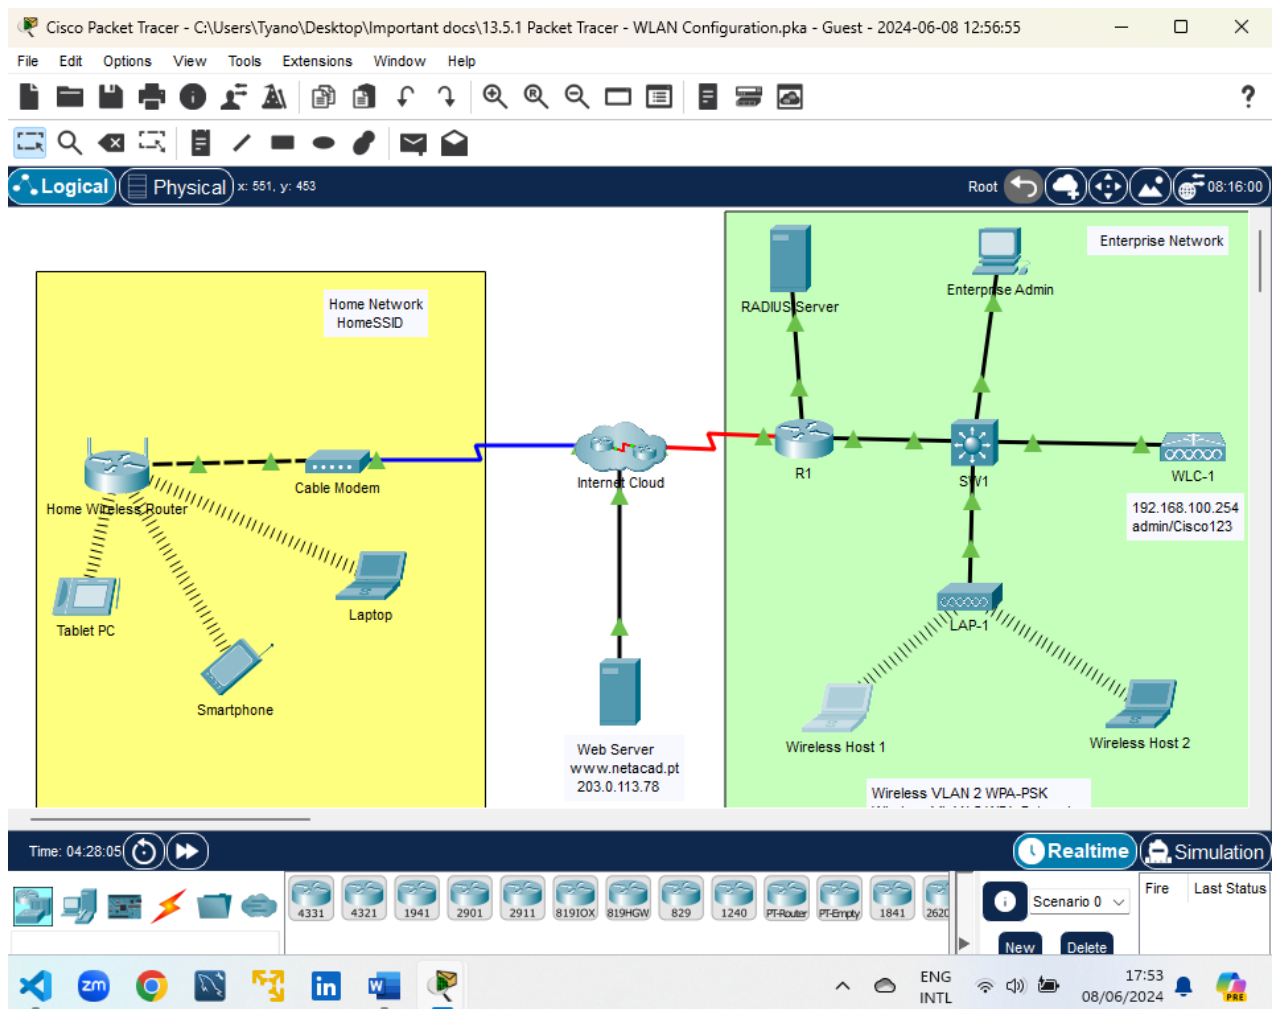 Cisco Packet Tracer - C:\Users\Tyano\Desktop\Important docs\13.5.1 Packet Tracer - WLAN Configuration.pka - Guest - 2024-06-08 12:56:55
File Edit Options View Tools Extensions Window Help
?
Logical Physical x: 551, y: 453 Root 08:16:00
Enterprise Network
Enterprise Admin
RADIUS Server
Home Network
HomeSSID
Cable Modem
Internet Cloud
R1
SW1
WLC-1
Home Wireless Router
192.168.100.254
admin/Cisco123
Laptop
Tablet PC
LAP-1
Smartphone
Web Server
www.netacad.pt
203.0.113.78
Wireless Host 1
Wireless Host 2
Wireless VLAN 2 WPA-PSK
Time: 04:28:05 Realtime Simulation
4331 4321 1941 2901 2911 819IOX 819HGW 829 1240 PT-Router PT-Empty 1841 2620
Scenario 0
Fire Last Status
New Delete
zm in W PRE
ENG
INTL
17:53
08/06/2024